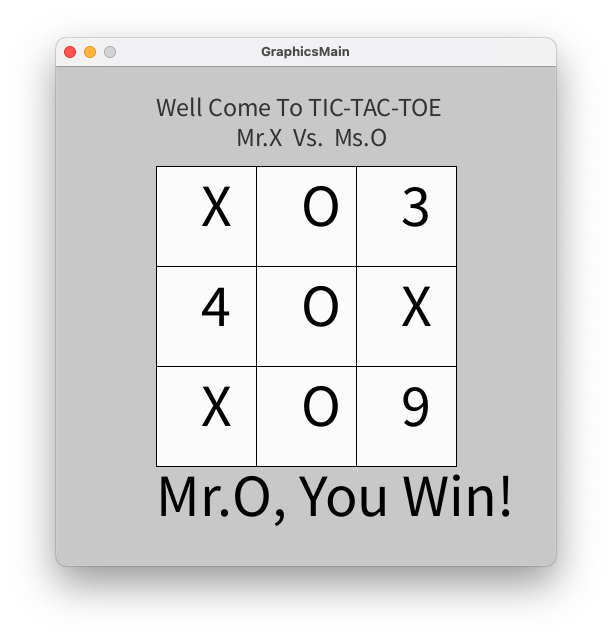 GraphicsMain
Well Come To TIC-TAC-TOE
Mr.X Vs. Ms.O
X O 3
4 O X
X O 9
Mr.O, You Win!